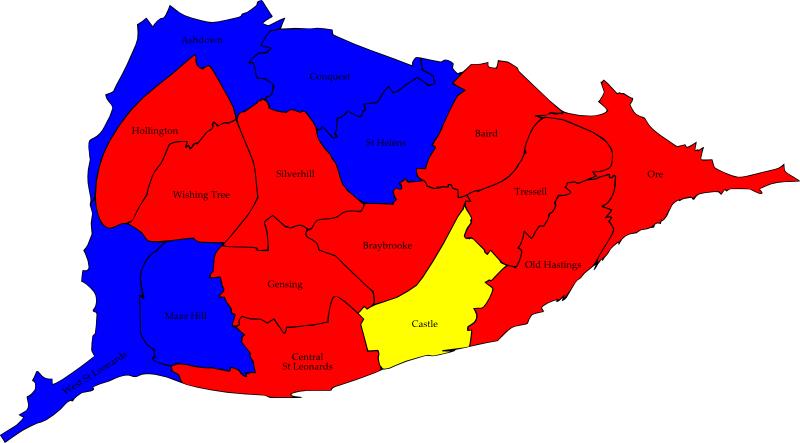 Ashdown
Conquest
Hollington
Baird
St Helens
Silverhill
Ore
Wishing Tree
Tressell
Braybrooke
Old Hastings
Gensing
Maze Hill
Castle
Central
St Leonards
West St Leonards